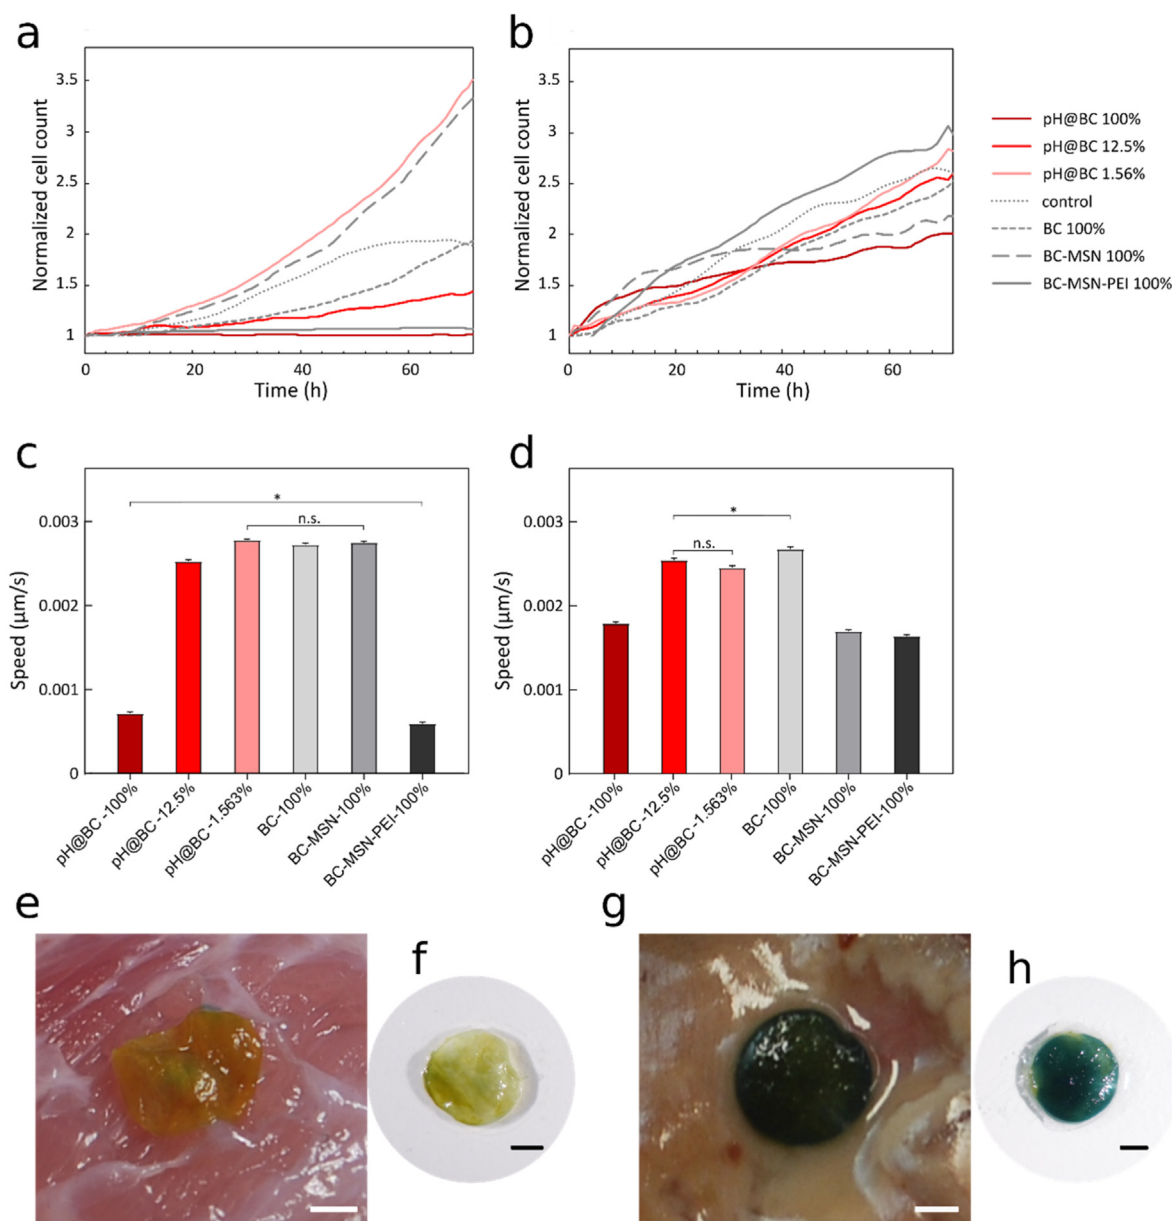 a
b
Normalized cell count
3.5
3
2.5
2
1.5
1
0
20
40
60
Time (h)
Normalized cell count
3.5
3
2.5
2
1.5
1
0
20
40
60
Time (h)
pH@BC 100%
pH@BC 12.5%
pH@BC 1.56%
control
BC 100%
BC-MSN 100%
BC-MSN-PEI 100%
c
d
Speed (μm/s)
0.003
0.002
0.001
0
*
n.s.
pH@BC -100%
pH@BC -12.5%
pH@BC -1.563%
BC-100%
BC-MSN-100%
BC-MSN-PEI-100%
Speed (μm/s)
0.003
0.002
0.001
0
*
n.s.
pH@BC -100%
pH@BC -12.5%
pH@BC -1.563%
BC-100%
BC-MSN-100%
BC-MSN-PEI-100%
e
f
g
h